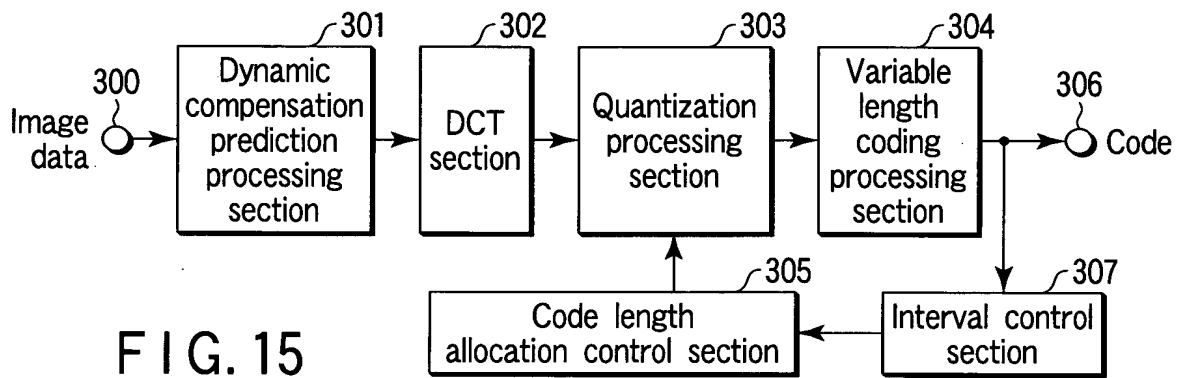 300
Image
data
301
Dynamic
compensation
prediction
processing
section
302
DCT
section
303
Quantization
processing
section
304
Variable
length
coding
processing
section
306
Code
305
Code length
allocation control section
307
Interval control
section
FIG. 15